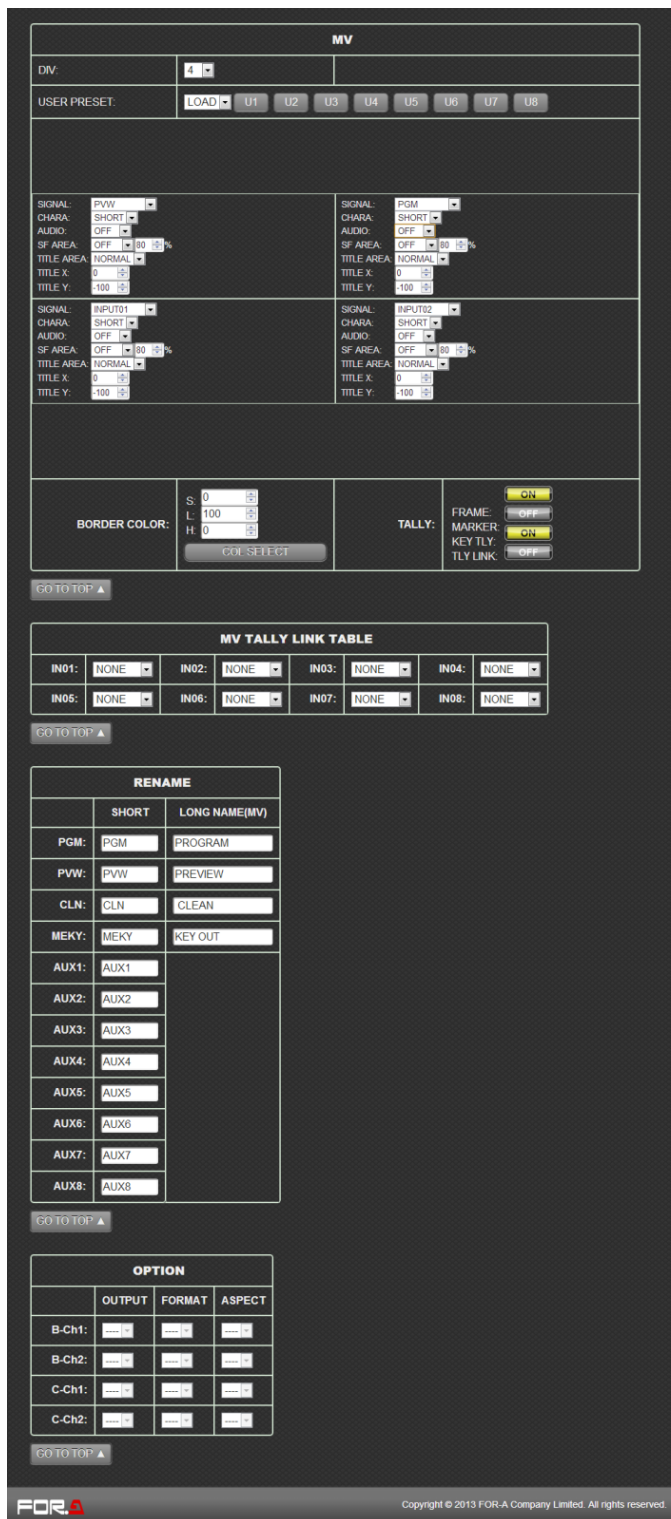 MV
DIV: 4
USER PRESET: LOAD U1 U2 U3 U4 U5 U6 U7 U8
SIGNAL: PVW
CHARA: SHORT
AUDIO: OFF
SF AREA: OFF 80 %
TITLE AREA: NORMAL
TITLE X: 0
TITLE Y: -100
SIGNAL: PGM
CHARA: SHORT
AUDIO: OFF
SF AREA: OFF 80 %
TITLE AREA: NORMAL
TITLE X: 0
TITLE Y: -100
SIGNAL: INPUT01
CHARA: SHORT
AUDIO: OFF
SF AREA: OFF 80 %
TITLE AREA: NORMAL
TITLE X: 0
TITLE Y: -100
SIGNAL: INPUT02
CHARA: SHORT
AUDIO: OFF
SF AREA: OFF 80 %
TITLE AREA: NORMAL
TITLE X: 0
TITLE Y: -100
BORDER COLOR:
S: 0
L: 100
H: 0
COL SELECT
TALLY:
FRAME: ON
MARKER: OFF
KEY TLY: ON
TLY LINK: OFF
GO TO TOP ▲
MV TALLY LINK TABLE
IN01: NONE IN02: NONE IN03: NONE IN04: NONE
IN05: NONE IN06: NONE IN07: NONE IN08: NONE
GO TO TOP ▲
RENAME
SHORT LONG NAME(MV)
PGM: PGM PROGRAM
PVW: PVW PREVIEW
CLN: CLN CLEAN
MEKY: MEKY KEY OUT
AUX1: AUX1
AUX2: AUX2
AUX3: AUX3
AUX4: AUX4
AUX5: AUX5
AUX6: AUX6
AUX7: AUX7
AUX8: AUX8
GO TO TOP ▲
OPTION
OUTPUT FORMAT ASPECT
B-Ch1: ---- ---- ----
B-Ch2: ---- ---- ----
C-Ch1: ---- ---- ----
C-Ch2: ---- ---- ----
GO TO TOP ▲
FOR.A Copyright © 2013 FOR-A Company Limited. All rights reserved.